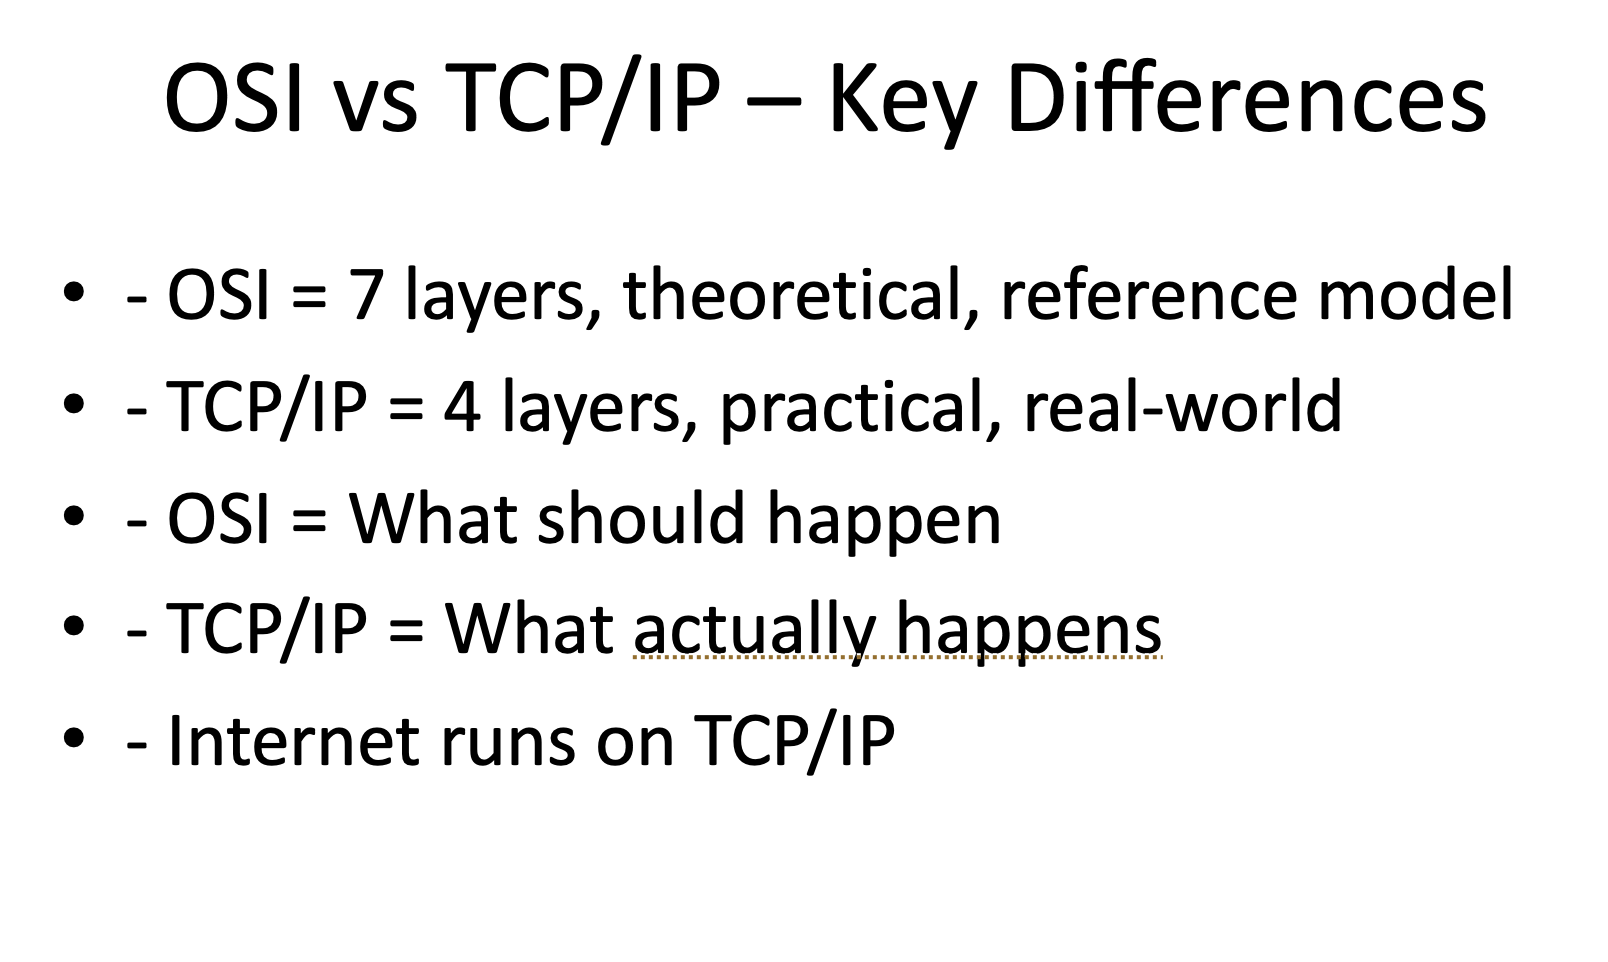 OSI vs TCP/IP – Key Differences
• - OSI = 7 layers, theoretical, reference model
• - TCP/IP = 4 layers, practical, real-world
• - OSI = What should happen
• - TCP/IP = What actually happens
• - Internet runs on TCP/IP